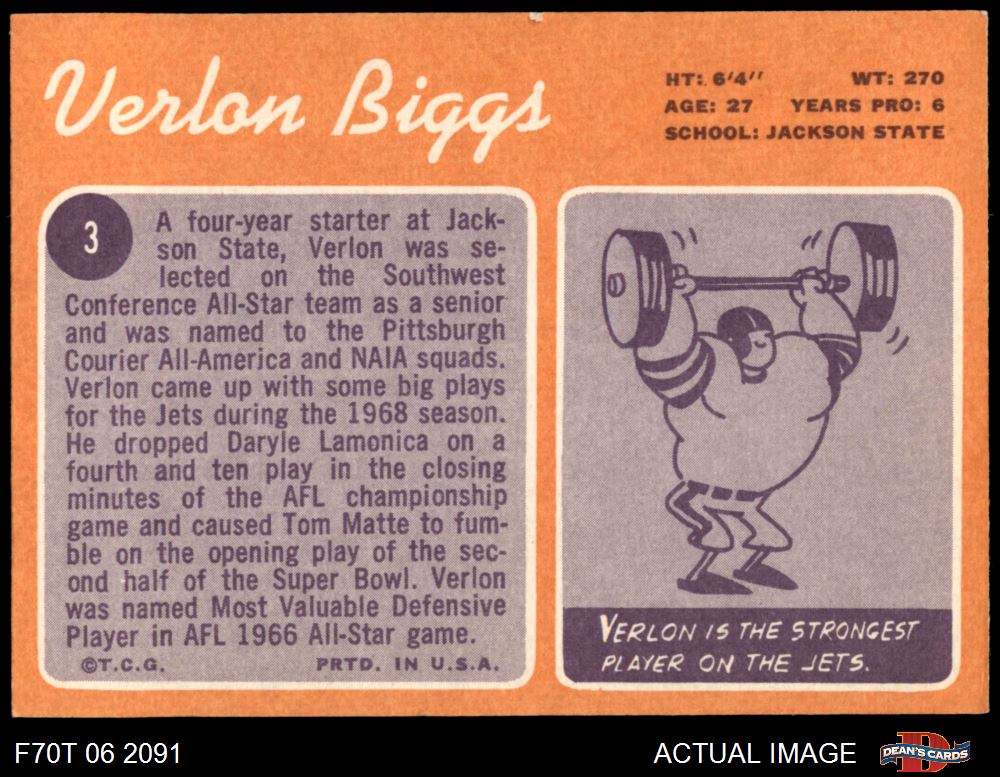 Verlon Biggs
HT: 6'4'' WT: 270
AGE: 27 YEARS PRO: 6
SCHOOL: JACKSON STATE
3
A four-year starter at Jack-
son State, Verlon was se-
lected on the Southwest
Conference All-Star team as a senior
and was named to the Pittsburgh
Courier All-America and NAIA squads.
Verlon came up with some big plays
for the Jets during the 1968 season.
He dropped Daryle Lamonica on a
fourth and ten play in the closing
minutes of the AFL championship
game and caused Tom Matte to fum-
ble on the opening play of the sec-
ond half of the Super Bowl. Verlon
was named Most Valuable Defensive
Player in AFL 1966 All-Star game.
©T.C.G. PRTD. IN U.S.A.
VERLON IS THE STRONGEST
PLAYER ON THE JETS.
F70T 06 2091
ACTUAL IMAGE
D
DEAN'S CARDS